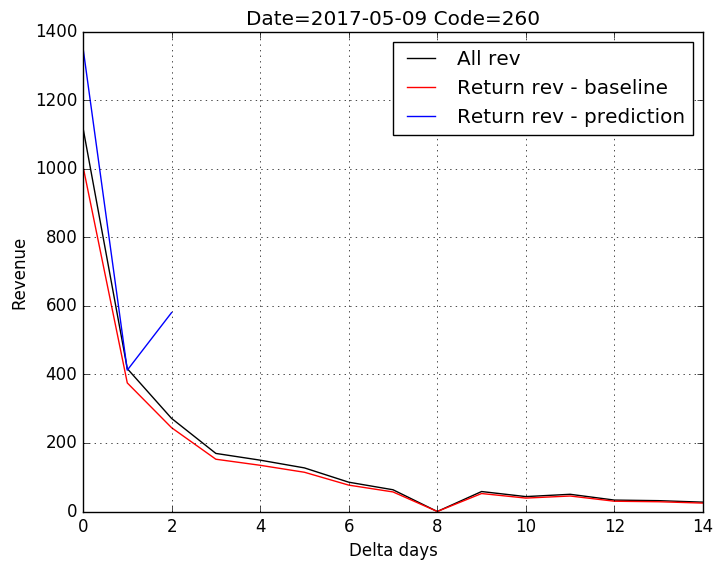 Date=2017-05-09 Code=260
1400
1200
1000
800
600
400
200
0
Revenue
All rev
Return rev - baseline
Return rev - prediction
0 2 4 6 8 10 12 14
Delta days